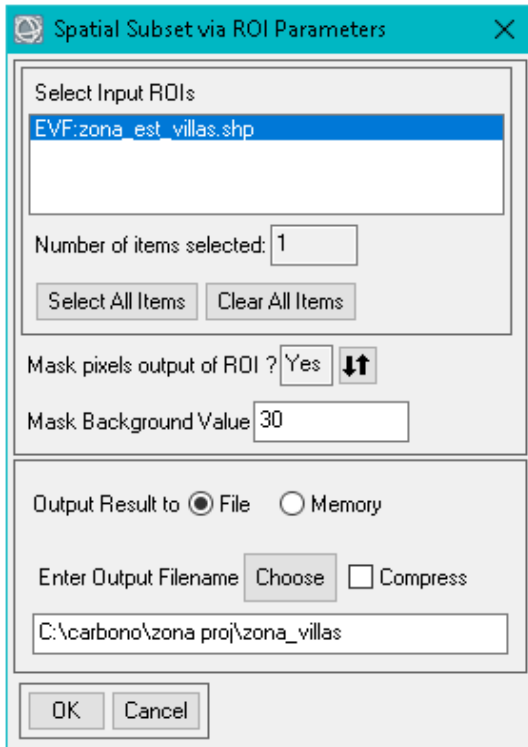 Spatial Subset via ROI Parameters
Select Input ROIs
EVF:zona_est_villas.shp
Number of items selected: 1
Select All Items Clear All Items
Mask pixels output of ROI ? Yes
Mask Background Value 30
Output Result to File Memory
Enter Output Filename Choose Compress
C:\carbono\zona proj\zona_villas
OK Cancel